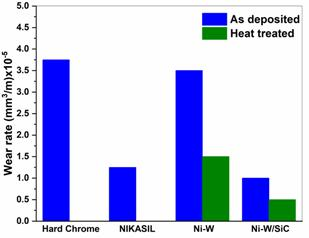 As deposited
Heat treated
Wear rate (mm³/m)x10⁻⁵
5.0
4.5
4.0
3.5
3.0
2.5
2.0
1.5
1.0
0.5
0.0
Hard Chrome NIKASIL Ni-W Ni-W/SiC